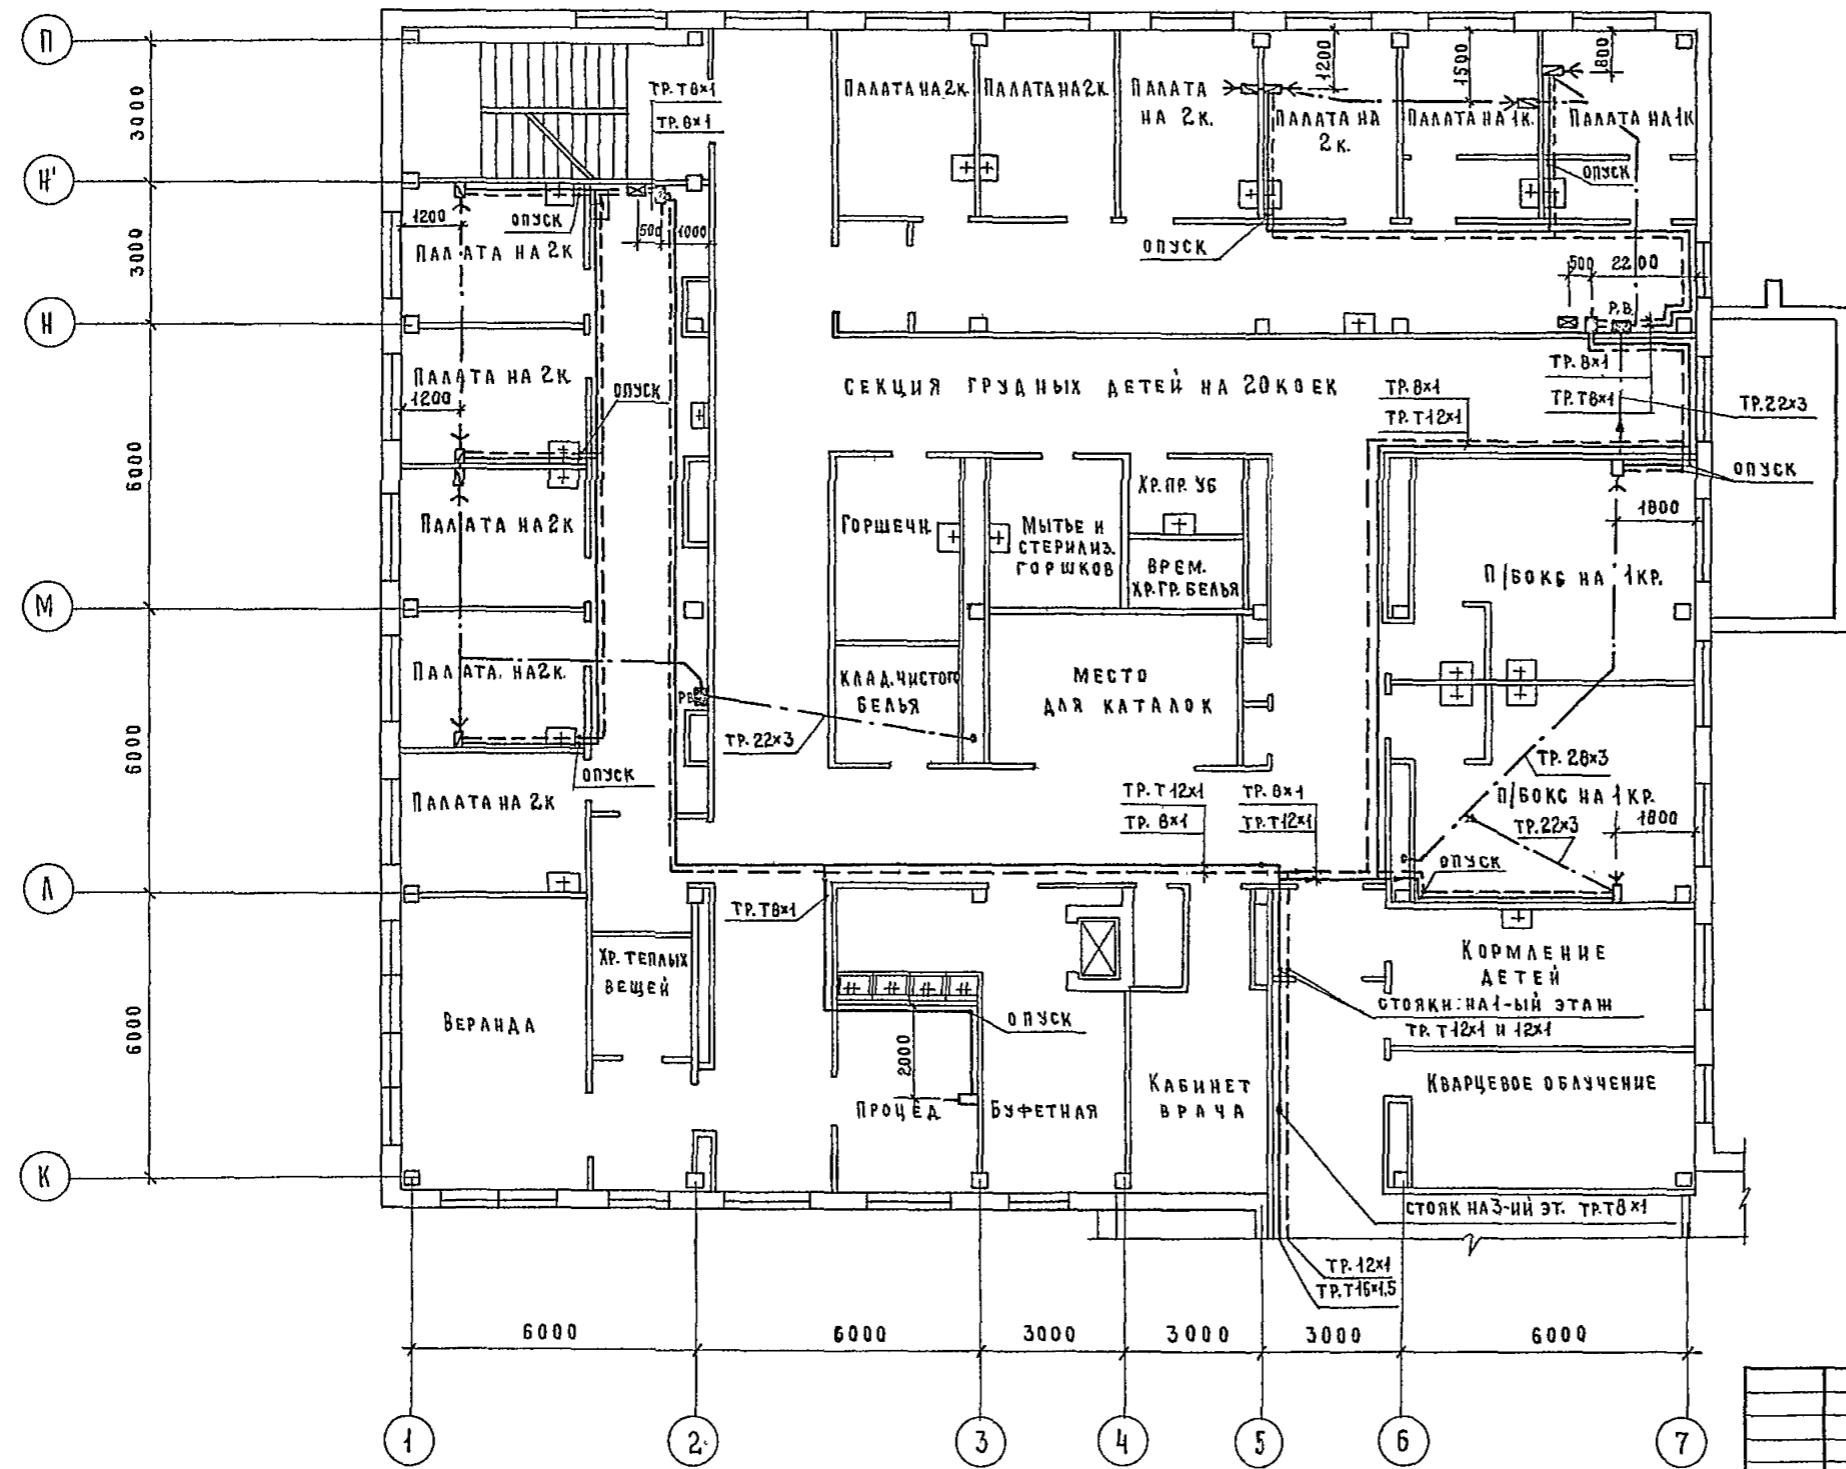 П
ТР. Т8×1
ТР. 8×1
3000
ПАЛАТА НА 2К
ПАЛАТА НА 2К
ПАЛАТА
НА 2К.
1200
ПАЛАТА НА
2 К.
1500
ПАЛАТА НА 1К.
1800
ПАЛАТА НА 1К
ОПУСК
Н'
1200
ОПУСК
500
1000
ПАЛАТА НА 2К
3000
ОПУСК
500
2200
Н
Р.В.
ПАЛАТА НА 2К
1200
ОПУСК
СЕКЦИЯ ГРУДНЫХ ДЕТЕЙ НА 20 КОЕК
ТР. 8×1
ТР. Т12×1
ТР. 8×1
ТР. Т8×1
ТР. 22×3
6000
ОПУСК
ХР. ПР. УБ
ГОРШЕЧН.
МЫТЬЕ И
СТЕРИЛИЗ.
ГОРШКОВ
ПАЛАТА НА 2К
1800
ВРЕМ.
ХР. ГР. БЕЛЬЯ
П/БОКС НА 1КР.
М
ПАЛАТА НА 2К.
КЛАД. ЧИСТОГО
БЕЛЬЯ
МЕСТО
ДЛЯ КАТАЛОК
РВ
ТР. 22×3
6000
ОПУСК
ТР. 28×3
ПАЛАТА НА 2К
ТР. Т12×1
ТР. 8×1
ТР. 8×1
ТР. Т12×1
П/БОКС НА 1КР.
ТР. 22×3
1800
ОПУСК
Л
ТР. Т8×1
ХР. ТЕПЛЫХ
ВЕЩЕЙ
КОРМЛЕНИЕ
ДЕТЕЙ
СТОЯКИ: НА 1-ЫЙ ЭТАЖ
ТР. Т12×1 И 12×1
ВЕРАНДА
ОПУСК
6000
2000
ПРОЦЕД
БУФЕТНАЯ
КАБИНЕТ
ВРАЧА
КВАРЦЕВОЕ ОБЛУЧЕНИЕ
К
СТОЯК НА 3-ИЙ ЭТ. ТР. Т8×1
ТР. 12×1
ТР. Т16×1,5
6000
6000
3000
3000
3000
6000
1
2
3
4
5
6
7